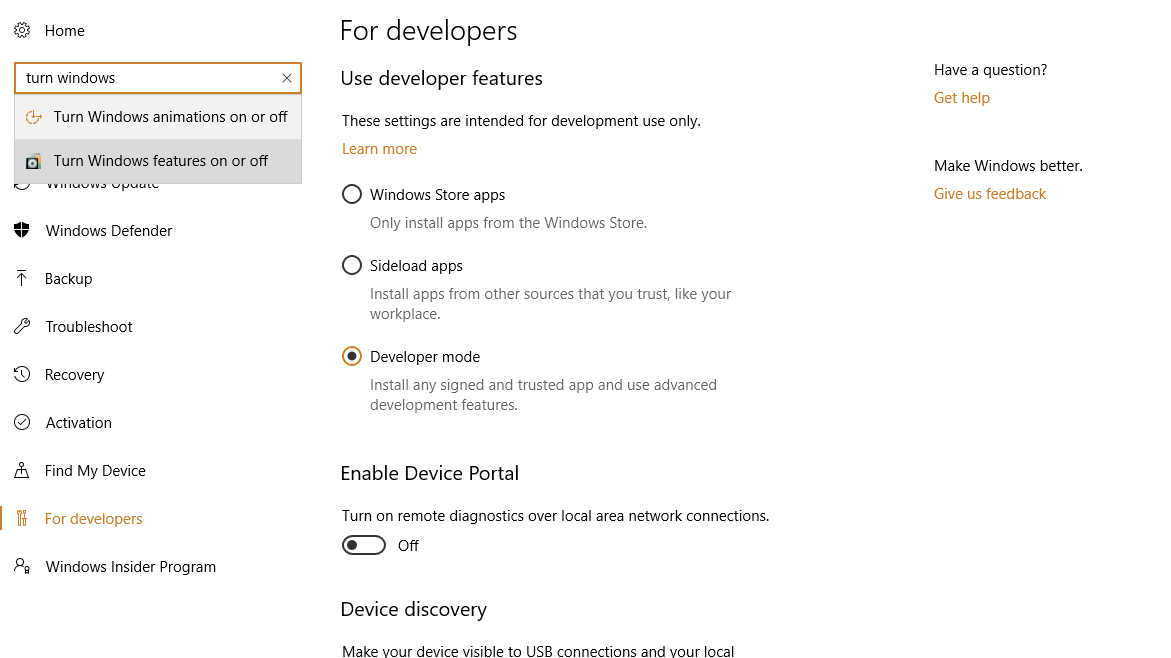 Home
turn windows
Turn Windows animations on or off
Turn Windows features on or off
Windows Update
Windows Defender
Backup
Troubleshoot
Recovery
Activation
Find My Device
For developers
Windows Insider Program
For developers
Use developer features
These settings are intended for development use only.
Learn more
Windows Store apps
Only install apps from the Windows Store.
Sideload apps
Install apps from other sources that you trust, like your
workplace.
Developer mode
Install any signed and trusted app and use advanced
development features.
Enable Device Portal
Turn on remote diagnostics over local area network connections.
Off
Device discovery
Make your device visible to USB connections and your local
Have a question?
Get help
Make Windows better.
Give us feedback